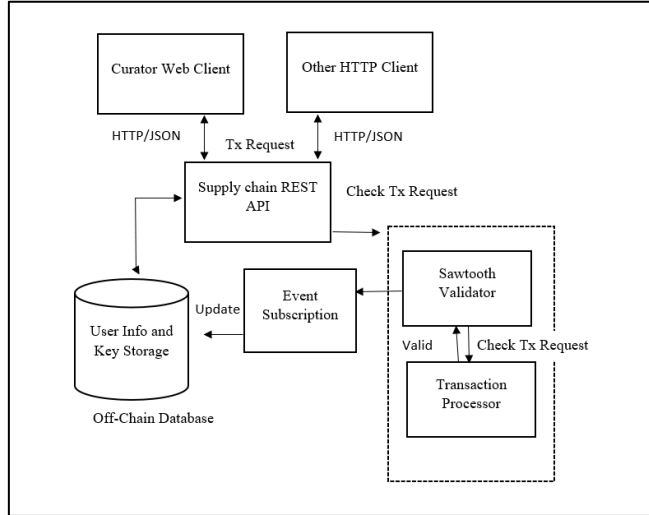 Curator Web Client
Other HTTP Client
HTTP/JSON
Tx Request
HTTP/JSON
Supply chain REST
API
Check Tx Request
Sawtooth
Validator
Event
Subscription
Update
User Info and
Key Storage
Valid
Check Tx Request
Transaction
Processor
Off-Chain Database